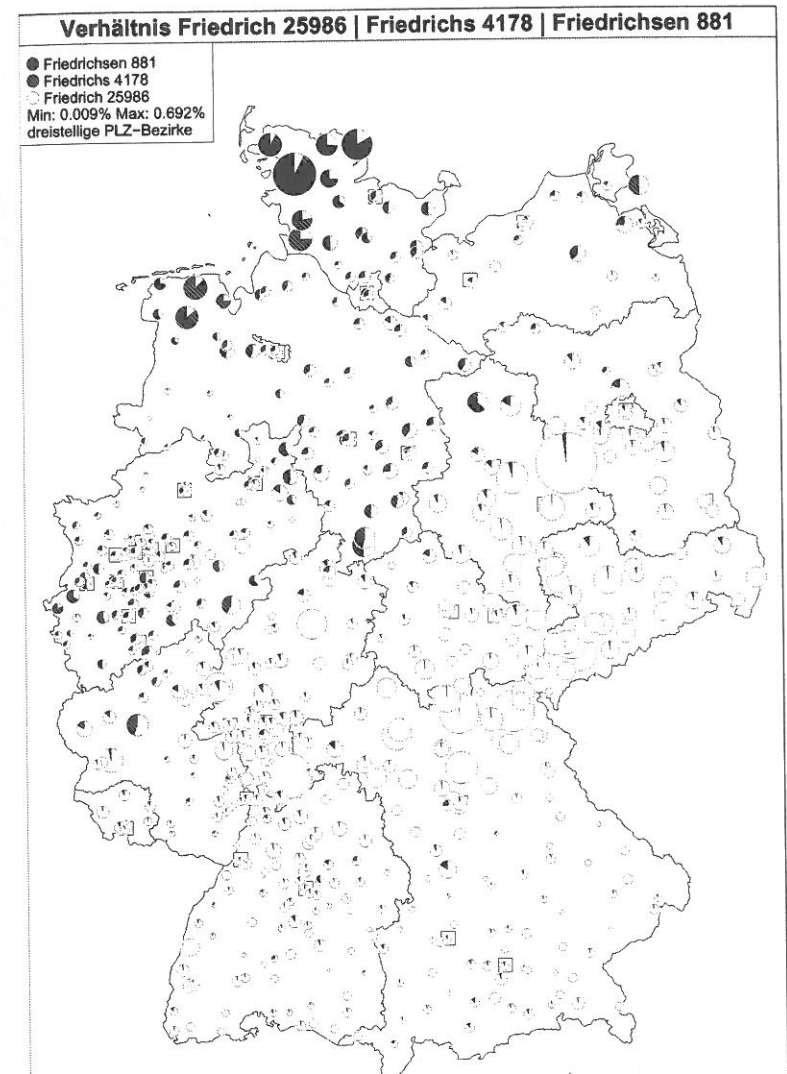 Verhältnis Friedrich 25986 | Friedrichs 4178 | Friedrichsen 881
Friedrichsen 881
Friedrichs 4178
Friedrich 25986
Min: 0.009% Max: 0.692%
dreistellige PLZ-Bezirke